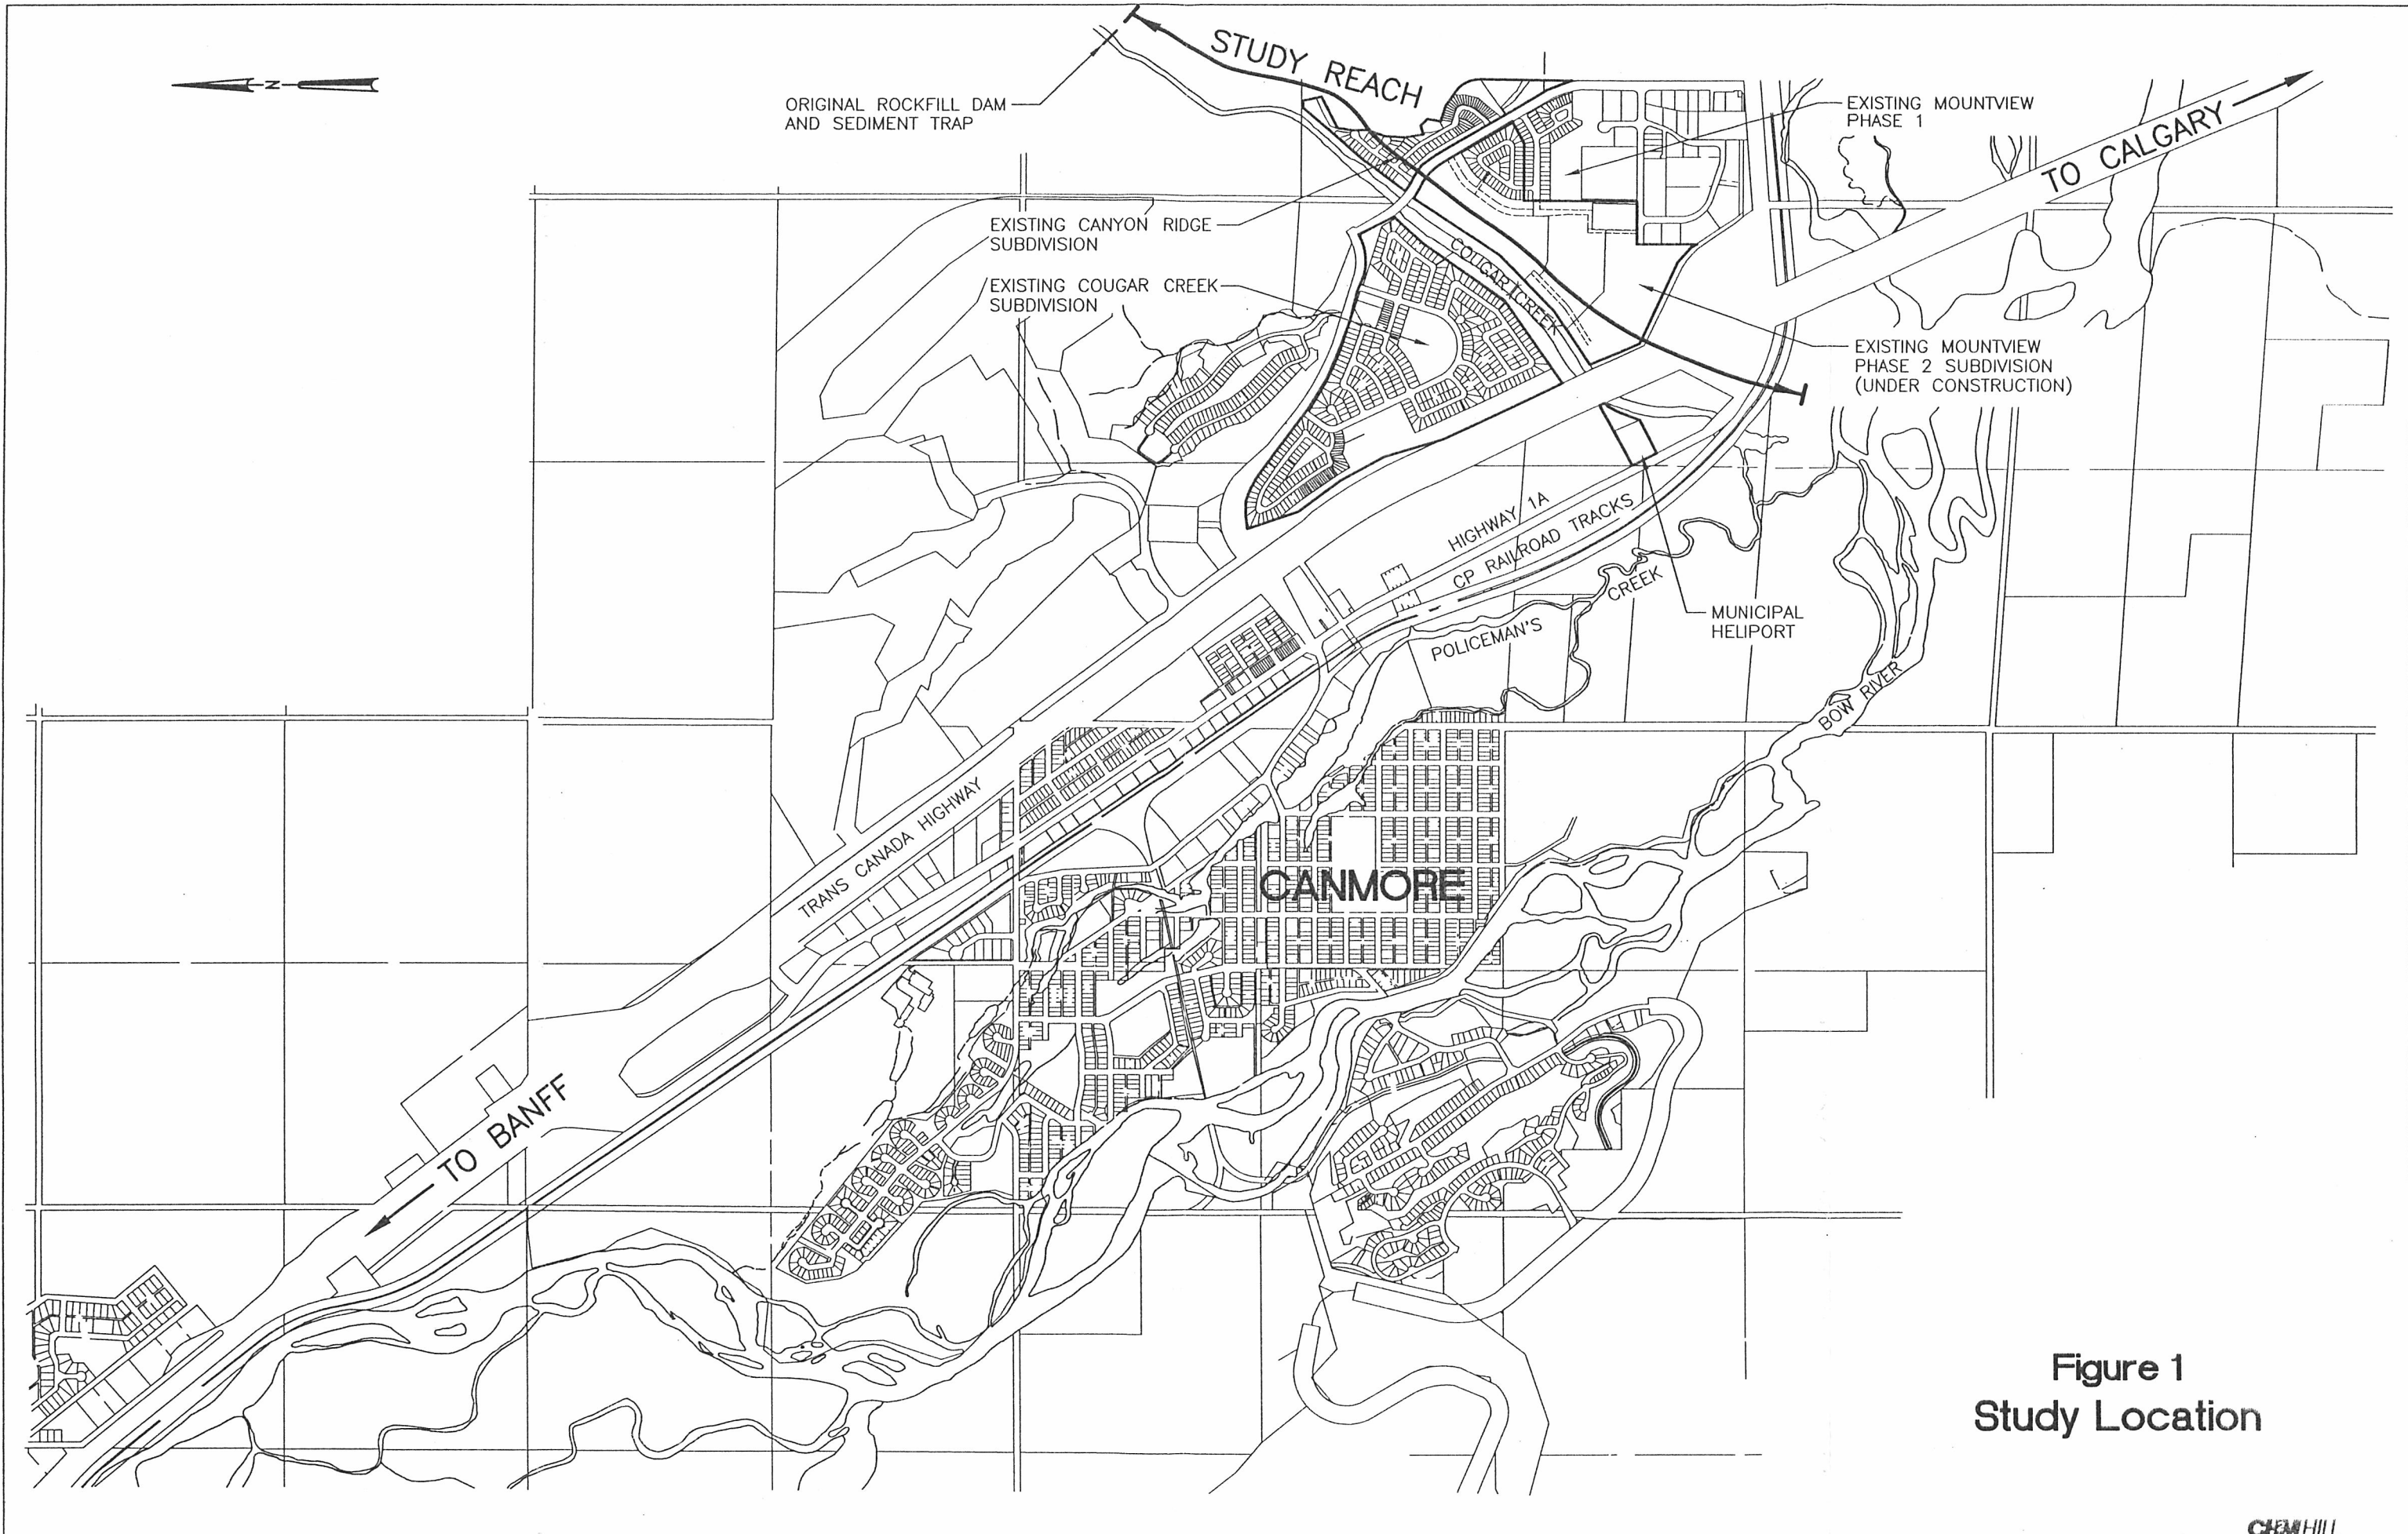 STUDY REACH
N
ORIGINAL ROCKFILL DAM
AND SEDIMENT TRAP
EXISTING MOUNTVIEW
PHASE 1
TO CALGARY
EXISTING CANYON RIDGE
SUBDIVISION
COUGAR CREEK
EXISTING COUGAR CREEK
SUBDIVISION
EXISTING MOUNTVIEW
PHASE 2 SUBDIVISION
(UNDER CONSTRUCTION)
HIGHWAY 1A
CP RAILROAD TRACKS
POLICEMAN'S CREEK
MUNICIPAL
HELIPORT
BOW RIVER
TRANS CANADA HIGHWAY
CANMORE
TO BANFF
Figure 1
Study Location
CH2M HILL